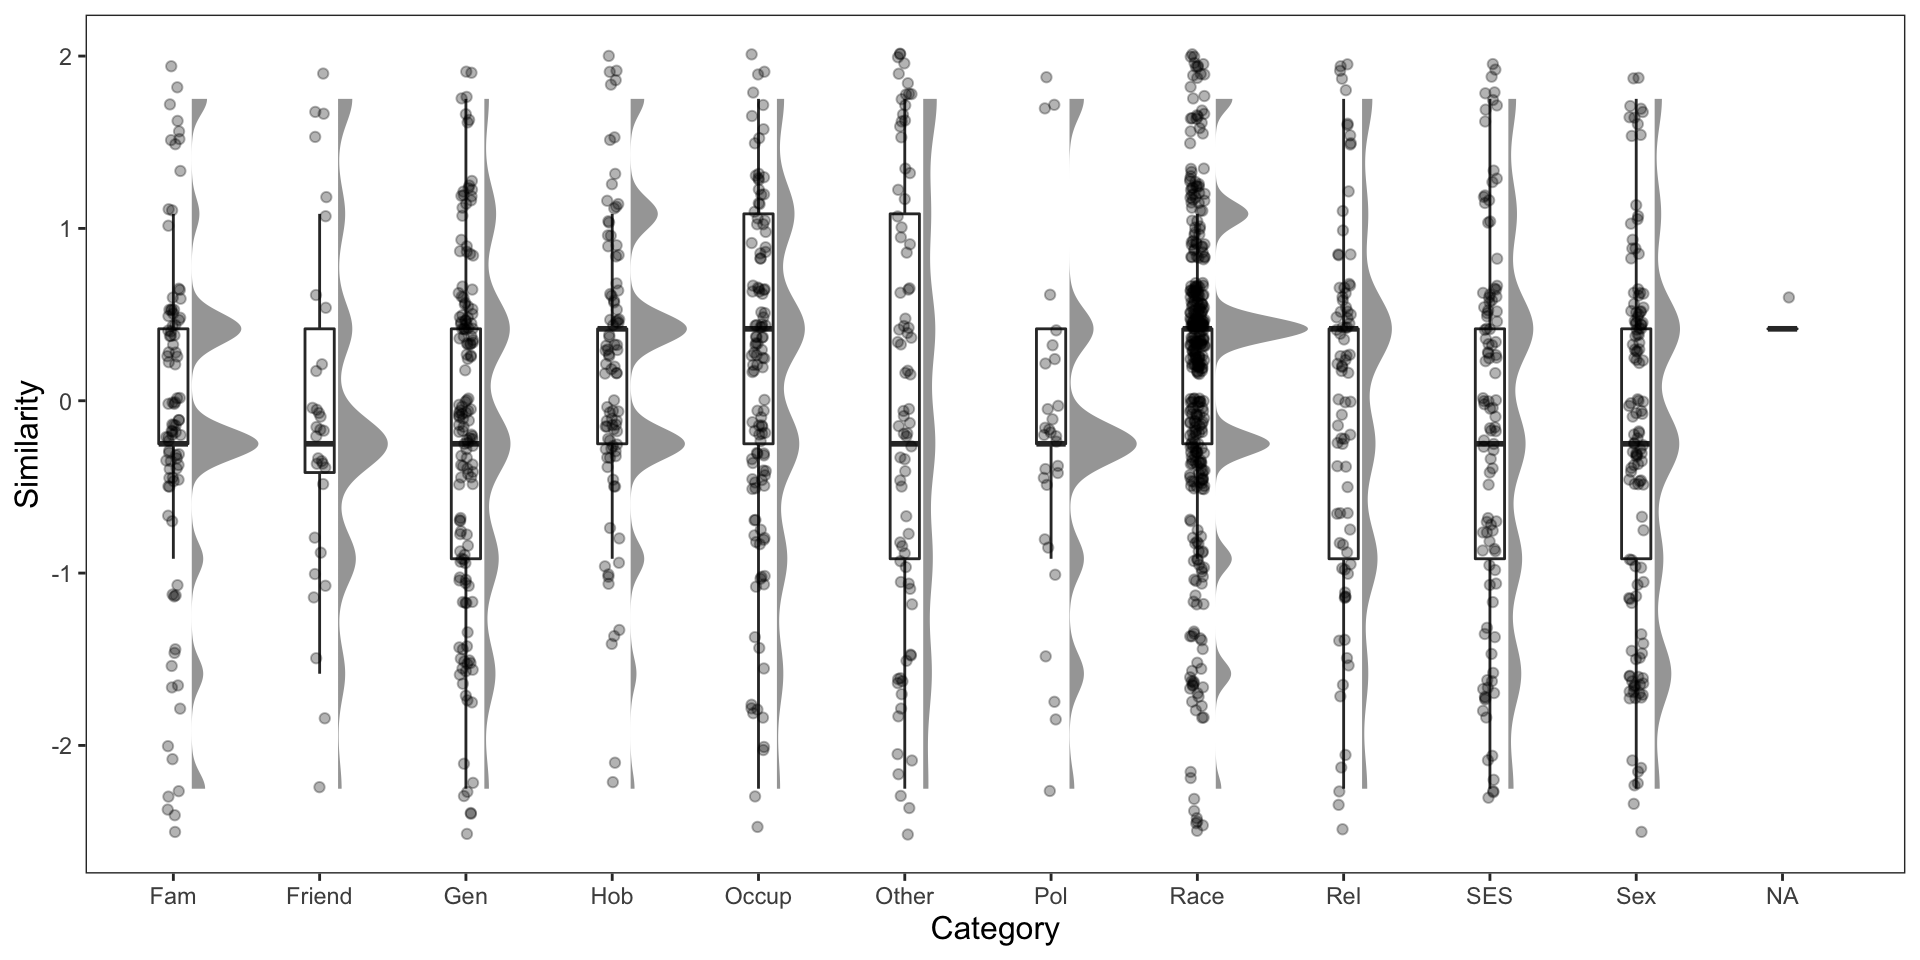 2
1
0
-1
-2
Similarity
Fam Friend Gen Hob Occup Other Pol Race Rel SES Sex NA
Category